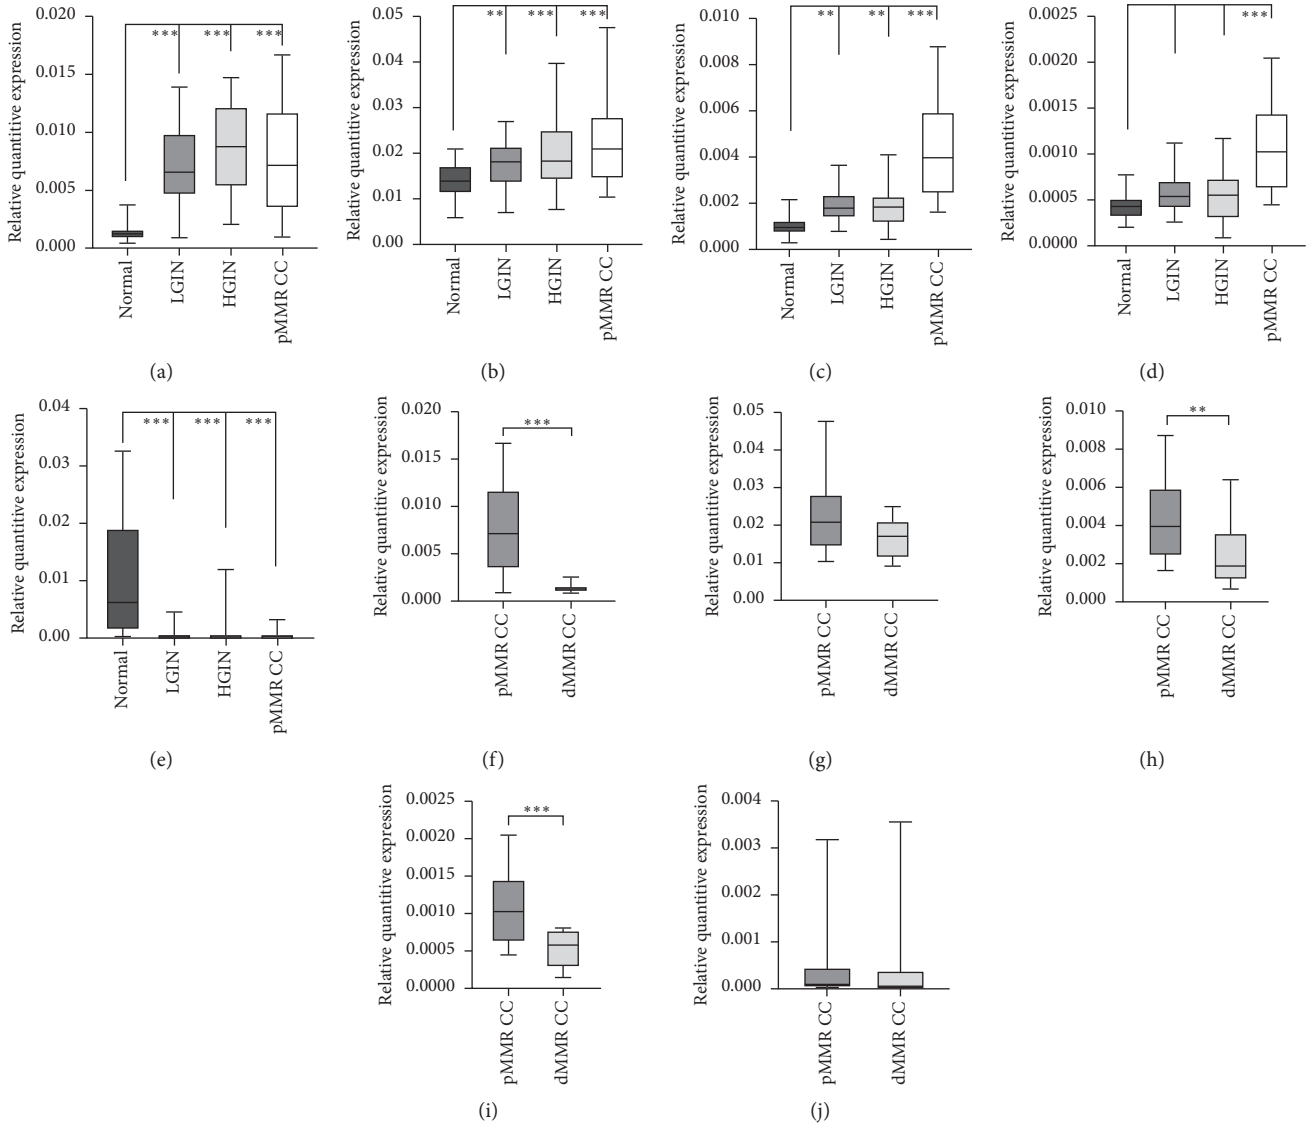 Relative quantitive expression
0.020
0.015
0.010
0.005
0.000
*** *** ***
Normal
LGIN
HGIN
pMMR CC
(a)
Relative quantitive expression
0.05
0.04
0.03
0.02
0.01
0.00
** *** ***
Normal
LGIN
HGIN
pMMR CC
(b)
Relative quantitive expression
0.010
0.008
0.006
0.004
0.002
0.000
** ** ***
Normal
LGIN
HGIN
pMMR CC
(c)
Relative quantitive expression
0.0025
0.0020
0.0015
0.0010
0.0005
0.0000
***
Normal
LGIN
HGIN
pMMR CC
(d)
Relative quantitive expression
0.04
0.03
0.02
0.01
0.00
*** *** ***
Normal
LGIN
HGIN
pMMR CC
(e)
Relative quantitive expression
0.020
0.015
0.010
0.005
0.000
***
pMMR CC
dMMR CC
(f)
Relative quantitive expression
0.05
0.04
0.03
0.02
0.01
0.00
pMMR CC
dMMR CC
(g)
Relative quantitive expression
0.010
0.008
0.006
0.004
0.002
0.000
**
pMMR CC
dMMR CC
(h)
Relative quantitive expression
0.0025
0.0020
0.0015
0.0010
0.0005
0.0000
***
pMMR CC
dMMR CC
(i)
Relative quantitive expression
0.004
0.003
0.002
0.001
0.000
pMMR CC
dMMR CC
(j)